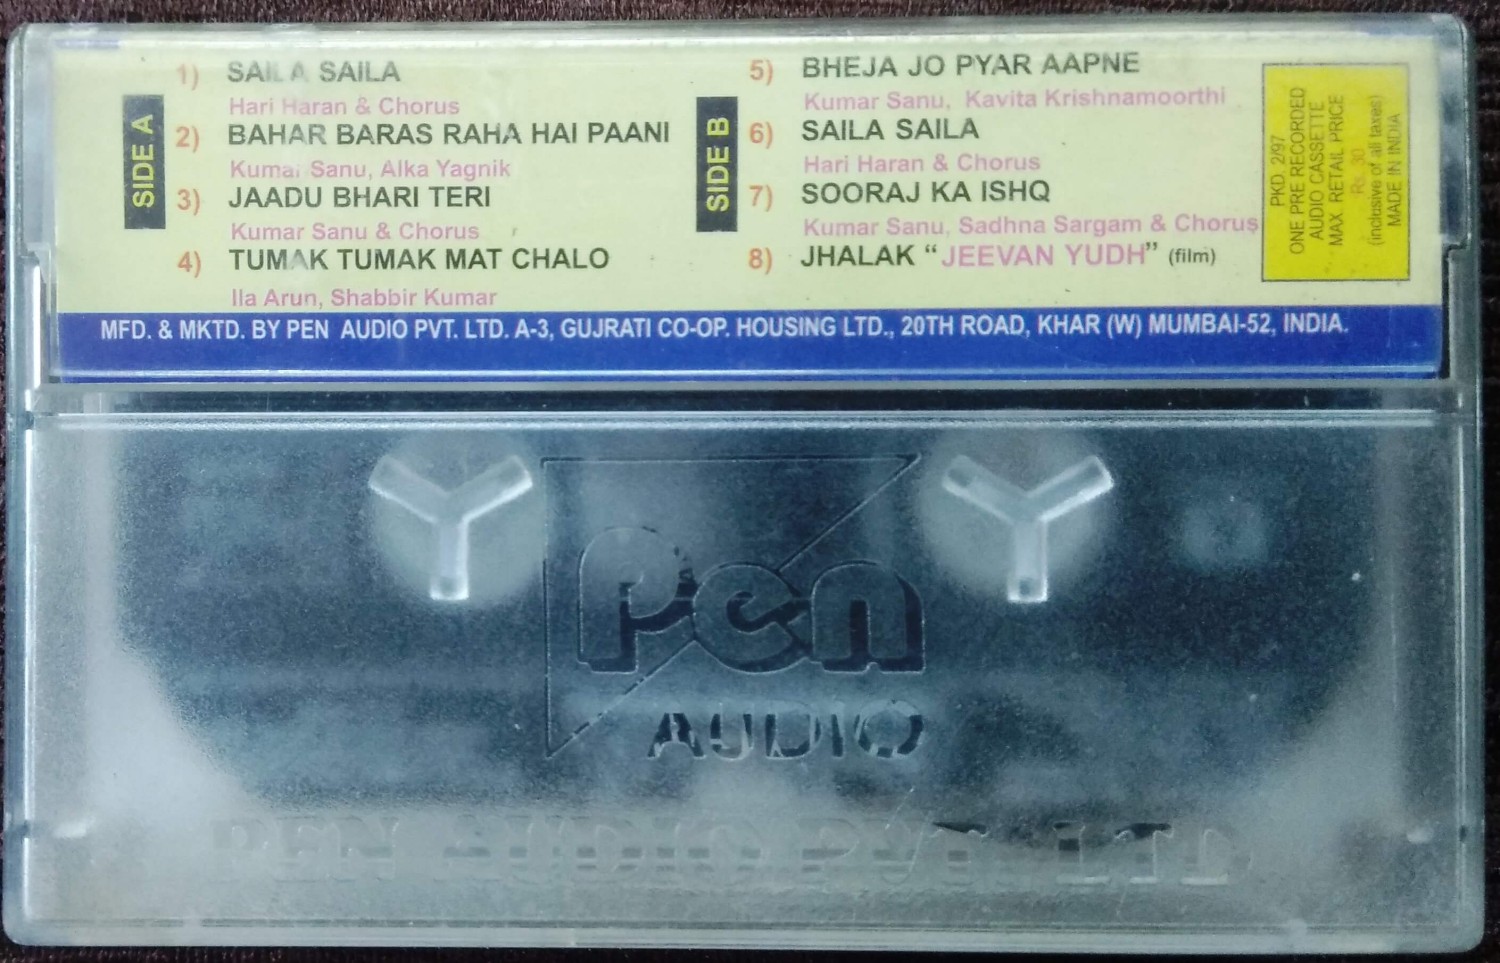 SIDE A
1) SAILA SAILA
Hari Haran & Chorus
2) BAHAR BARAS RAHA HAI PAANI
Kumar Sanu, Alka Yagnik
3) JAADU BHARI TERI
Kumar Sanu & Chorus
4) TUMAK TUMAK MAT CHALO
Ila Arun, Shabbir Kumar
SIDE B
5) BHEJA JO PYAR AAPNE
Kumar Sanu, Kavita Krishnamoorthi
6) SAILA SAILA
Hari Haran & Chorus
7) SOORAJ KA ISHQ
Kumar Sanu, Sadhna Sargam & Chorus
8) JHALAK "JEEVAN YUDH" (film)
PKD. 2/97
ONE PRE RECORDED
AUDIO CASSETTE
MAX. RETAIL PRICE
Rs. 30
(inclusive of all taxes)
MADE IN INDIA
MFD. & MKTD. BY PEN AUDIO PVT. LTD. A-3, GUJRATI CO-OP. HOUSING LTD., 20TH ROAD, KHAR (W) MUMBAI-52, INDIA.
Pen
AUDIO
PEN AUDIO PVT. LTD